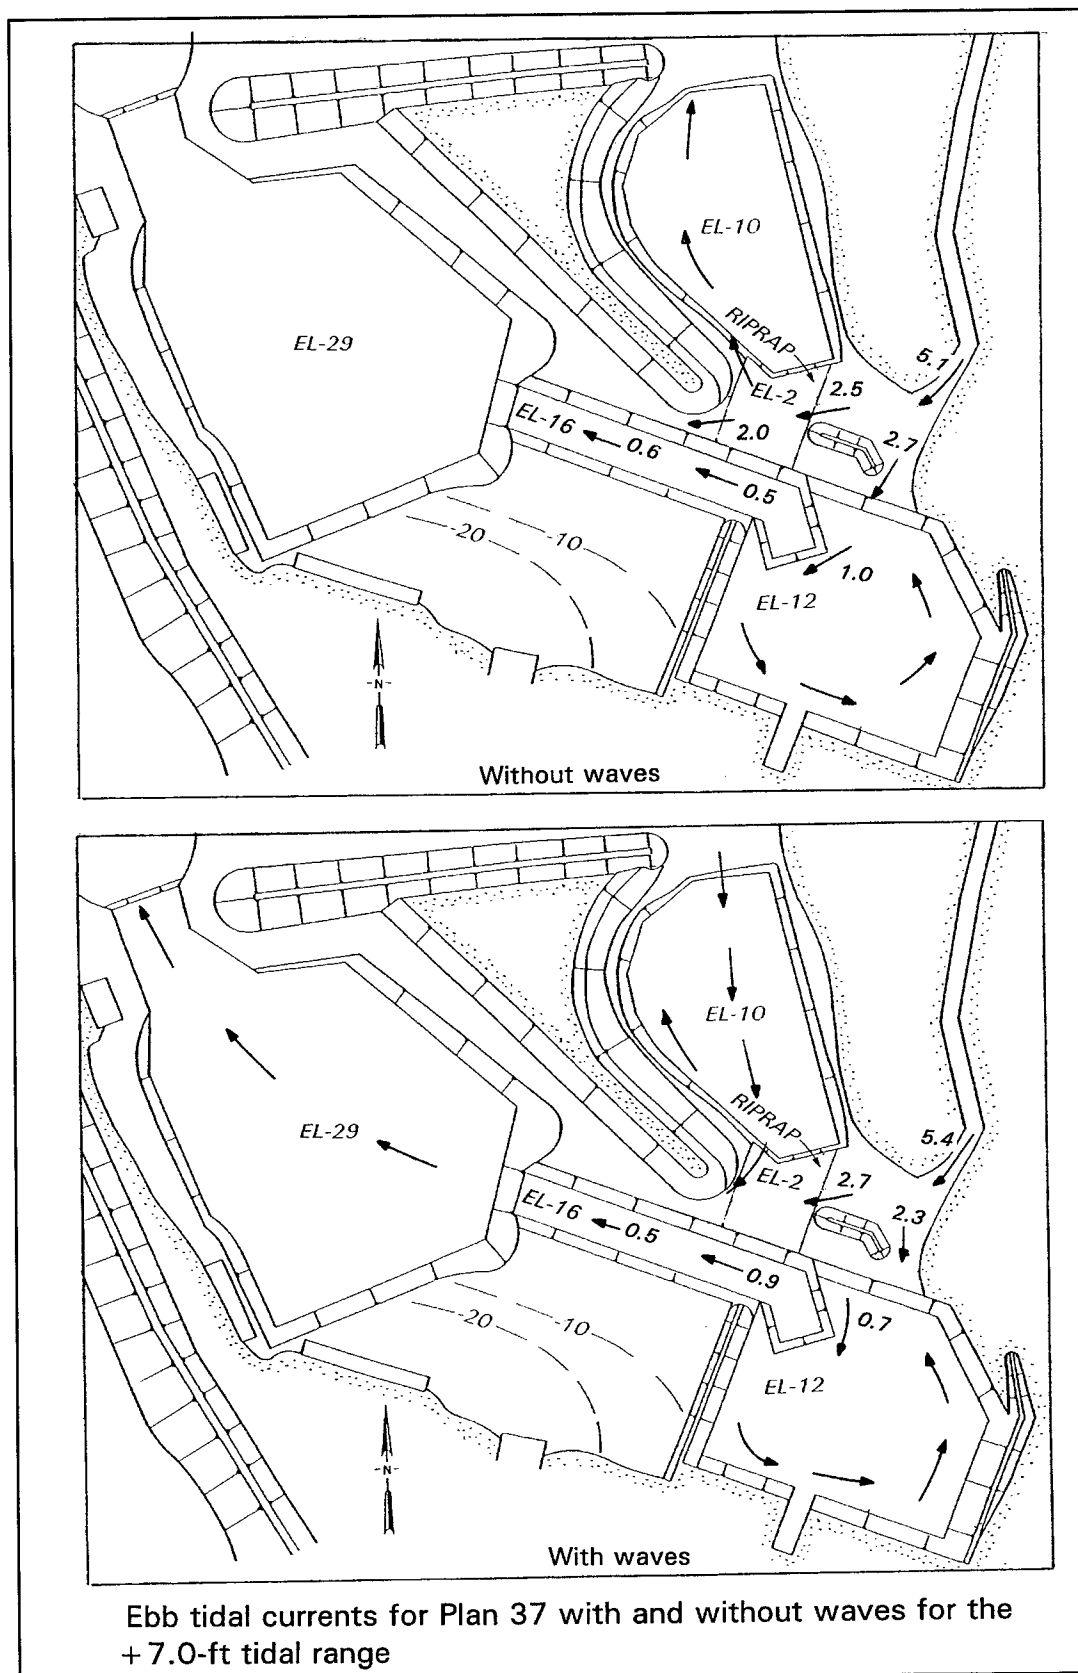 EL-10
RIPRAP
EL-29
5.1
EL-2
2.5
EL-16
2.0
2.7
0.6
0.5
-20
-10
1.0
EL-12
-N-
Without waves
EL-10
RIPRAP
EL-29
5.4
EL-2
2.7
EL-16
2.3
0.5
0.9
-20
-10
0.7
EL-12
-N-
With waves
Ebb tidal currents for Plan 37 with and without waves for the
+7.0-ft tidal range